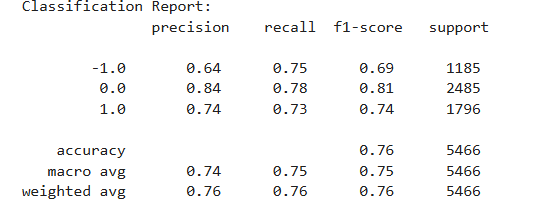 Classification Report:
precision recall f1-score support
-1.0 0.64 0.75 0.69 1185
0.0 0.84 0.78 0.81 2485
1.0 0.74 0.73 0.74 1796
accuracy 0.76 5466
macro avg 0.74 0.75 0.75 5466
weighted avg 0.76 0.76 0.76 5466